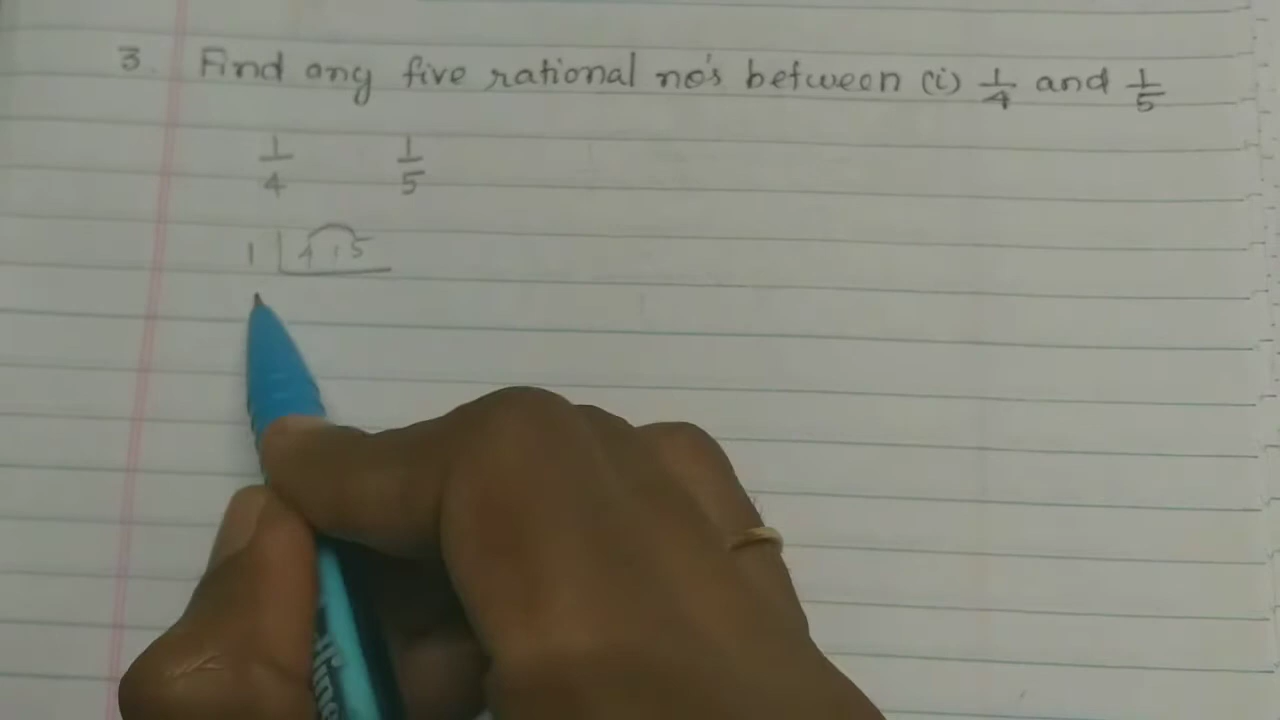 3. Find any five rational no's between (i) 1/4 and 1/5
1/4 1/5
1 | 4, 5